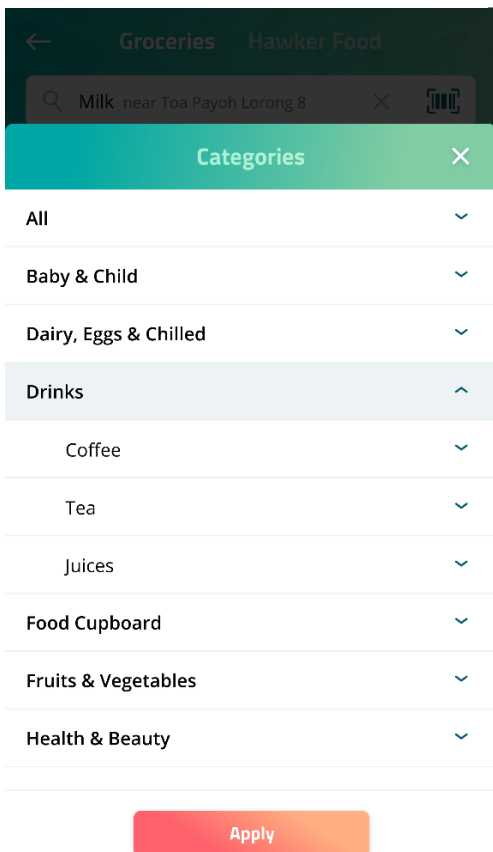 Groceries Hawker Food
Milk near Toa Payoh Lorong 8
Categories
All
Baby & Child
Dairy, Eggs & Chilled
Drinks
Coffee
Tea
Juices
Food Cupboard
Fruits & Vegetables
Health & Beauty
Apply